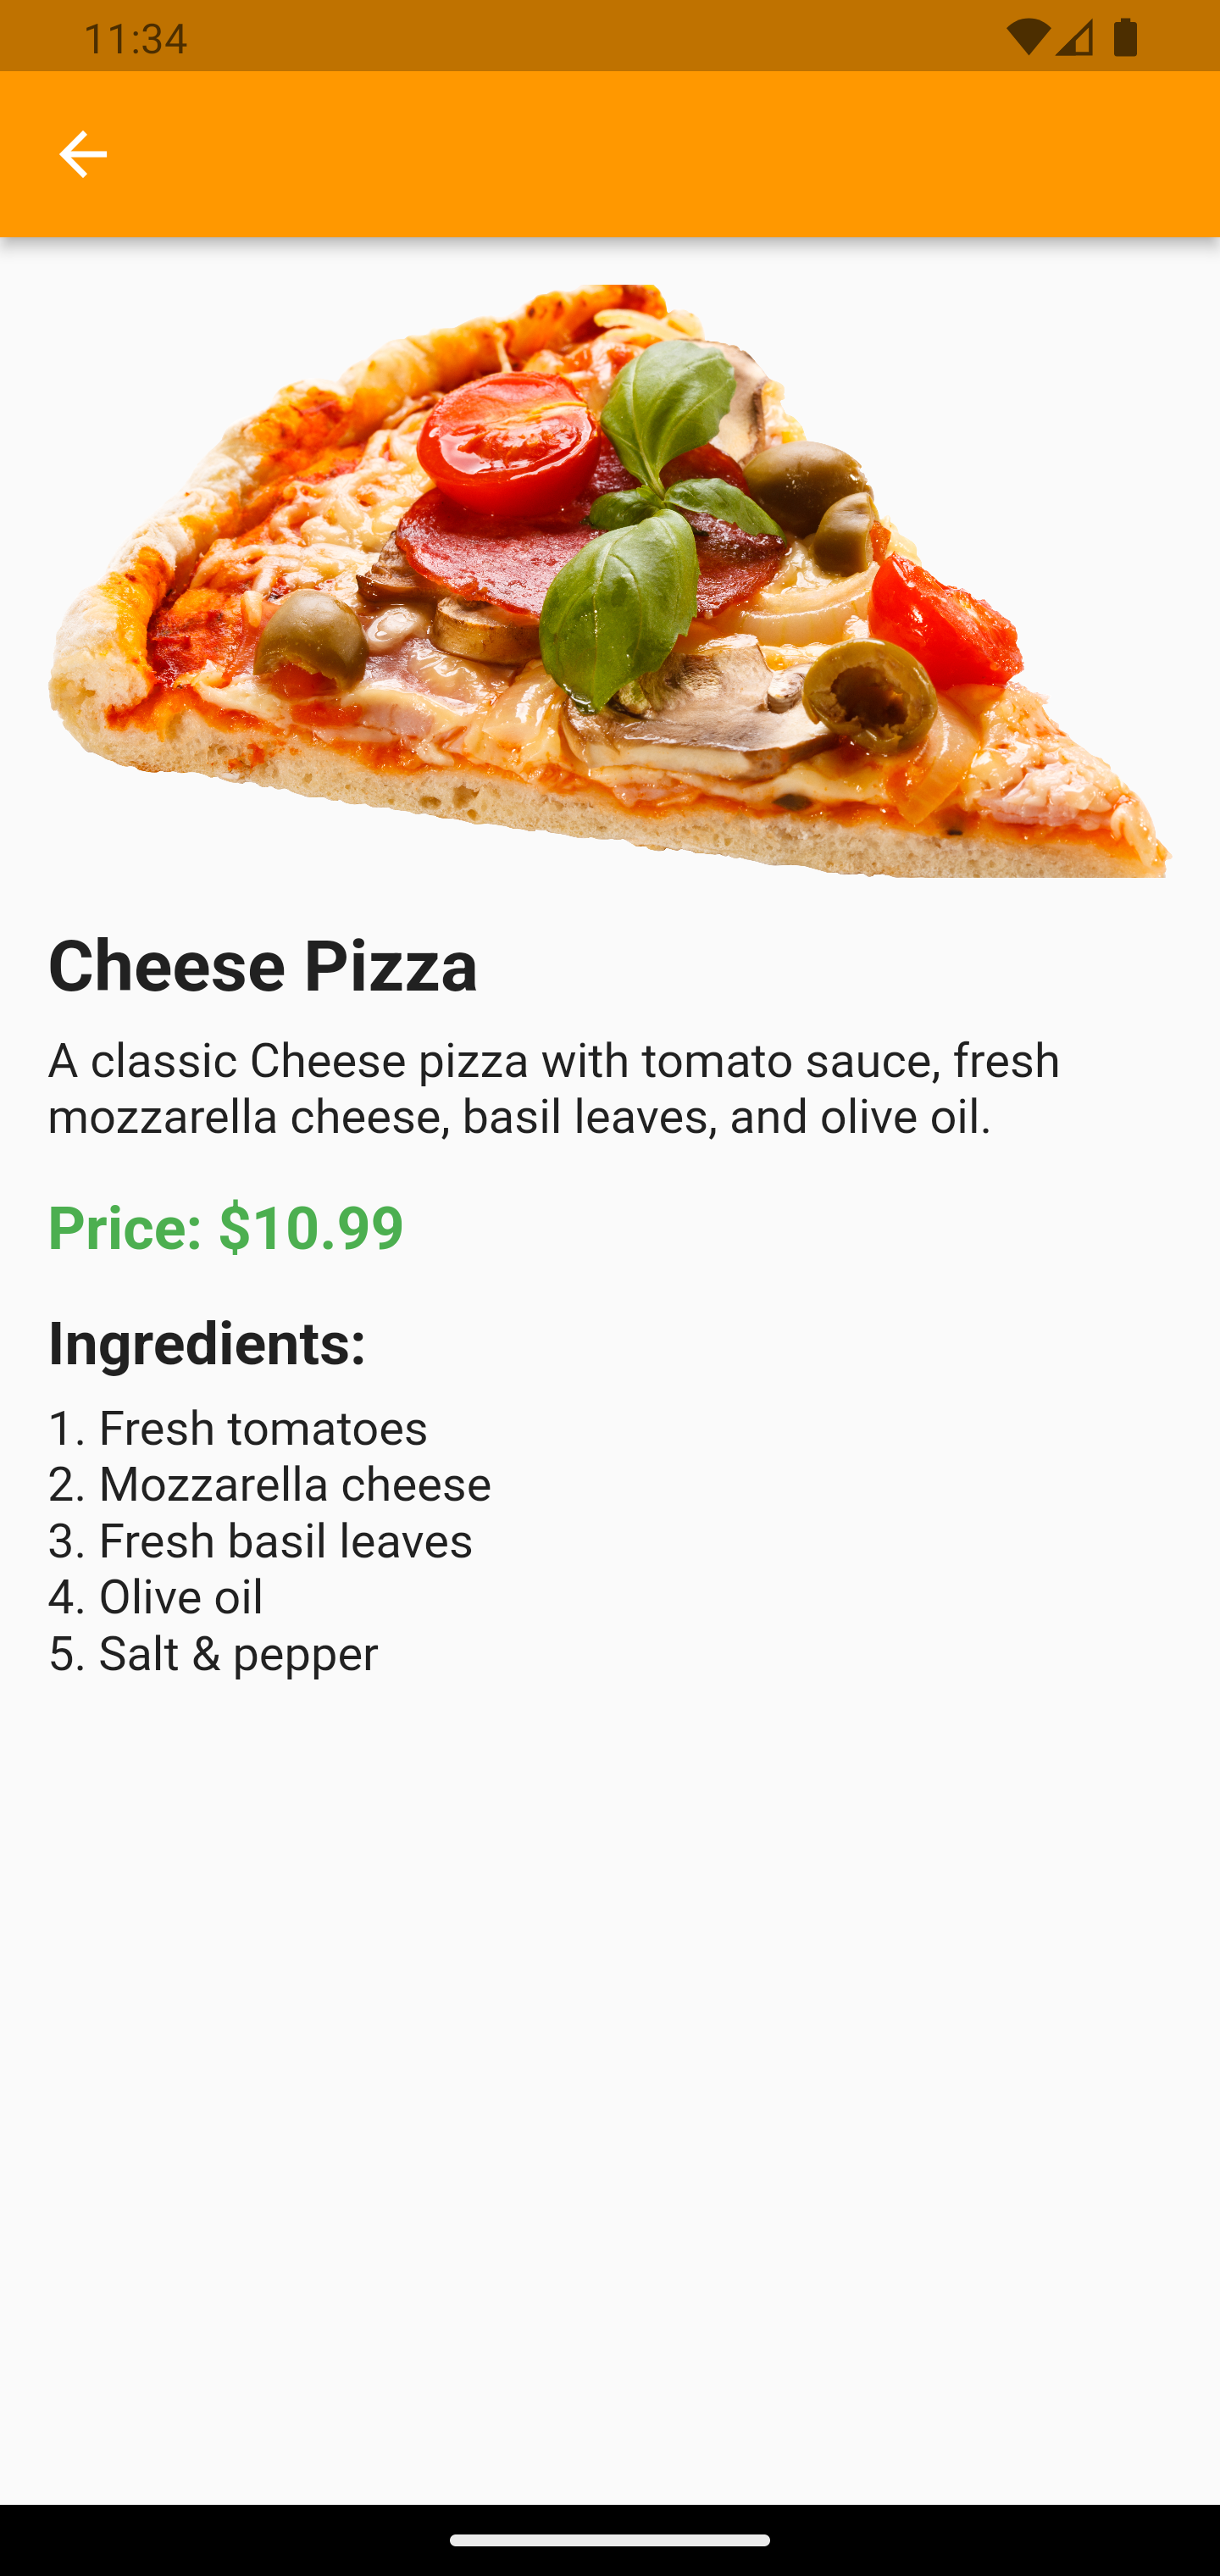 11:34
Cheese Pizza
A classic Cheese pizza with tomato sauce, fresh
mozzarella cheese, basil leaves, and olive oil.
Price: $10.99
Ingredients:
1. Fresh tomatoes
2. Mozzarella cheese
3. Fresh basil leaves
4. Olive oil
5. Salt & pepper